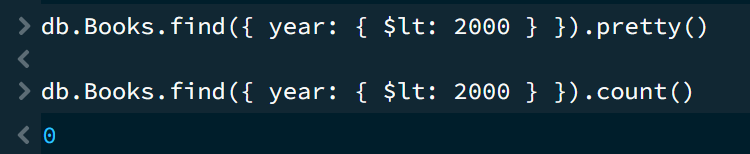 > db.Books.find({ year: { $lt: 2000 } }).pretty()
<
> db.Books.find({ year: { $lt: 2000 } }).count()
< 0